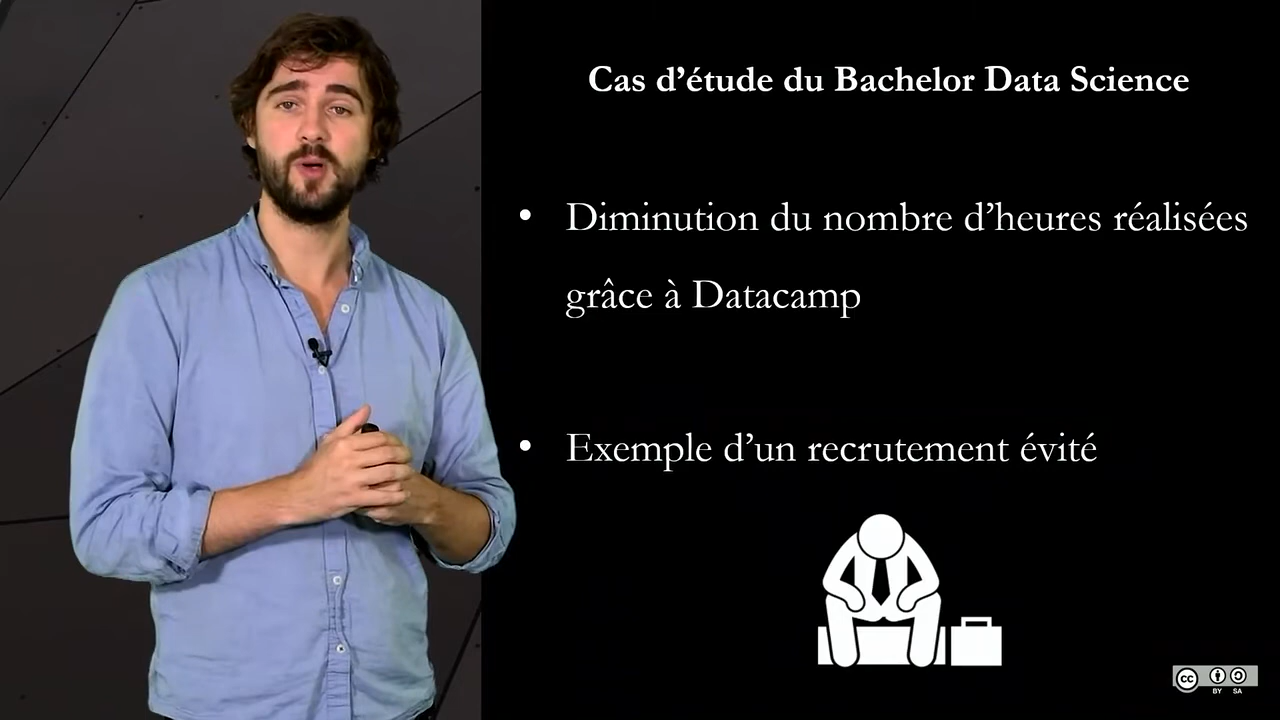 Cas d’étude du Bachelor Data Science
• Diminution du nombre d’heures réalisées
grâce à Datacamp
• Exemple d’un recrutement évité
cc
BY SA